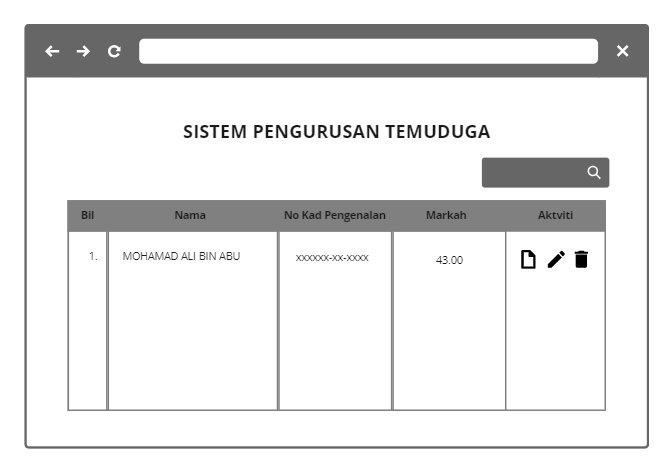 SISTEM PENGURUSAN TEMUDUGA
Bil Nama No Kad Pengenalan Markah Aktviti
1. MOHAMAD ALI BIN ABU xxxxxx-xx-xxxx 43.00